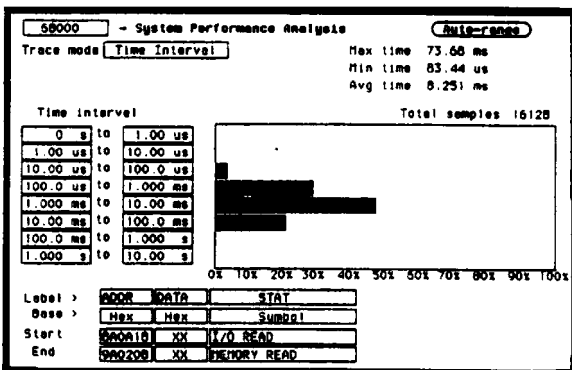 68000 - System Performance Analysis Auto-range
Trace mode Time Interval Max time 73.68 ms
Min time 83.44 us
Avg time 8.251 ms
Time interval Total samples 16128
0 s to 1.00 us
1.00 us to 10.00 us
10.00 us to 100.0 us
100.0 us to 1.000 ms
1.000 ms to 10.00 ms
10.00 ms to 100.0 ms
100.0 ms to 1.000 s
1.000 s to 10.00 s
0% 10% 20% 30% 40% 50% 60% 70% 80% 90% 100%
Label > ADDR DATA STAT
Base > Hex Hex Symbol
Start 8A0A18 XX I/O READ
End 9A020B XX MEMORY READ